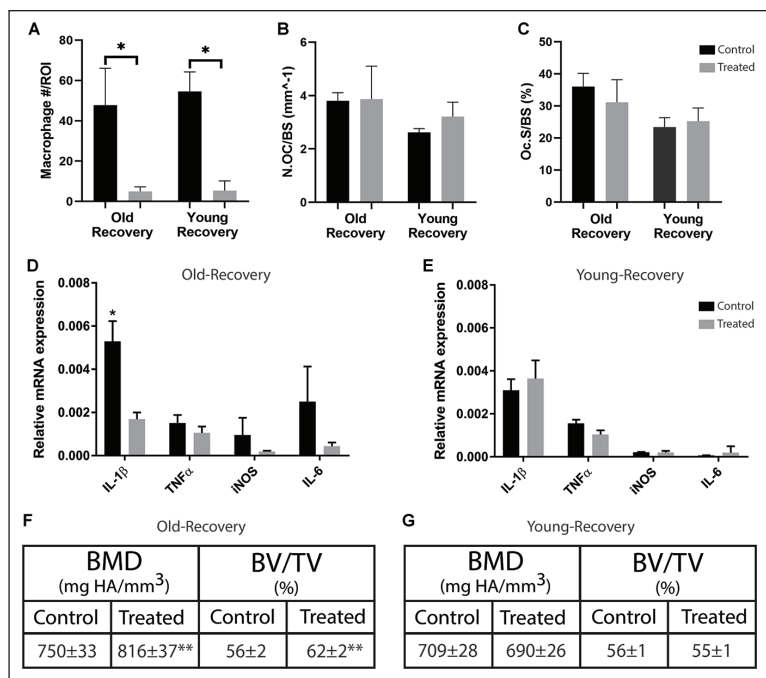 A
80
60
40
20
0
Macrophage #/ROI
*
*
Old
Recovery
Young
Recovery
B
6
4
2
0
N.OC/BS (mm^-1)
Old
Recovery
Young
Recovery
C
50
40
30
20
10
0
Oc.S/BS (%)
Control
Treated
Old
Recovery
Young
Recovery
D
Old-Recovery
0.008
0.006
0.004
0.002
0.000
Relative mRNA expression
*
IL-1β
TNFα
iNOS
IL-6
E
Young-Recovery
0.008
0.006
0.004
0.002
0.000
Relative mRNA expression
Control
Treated
IL-1β
TNFα
iNOS
IL-6
F
Old-Recovery
BMD BV/TV
(mg HA/mm³) (%)
Control Treated Control Treated
750±33 816±37** 56±2 62±2**
G
Young-Recovery
BMD BV/TV
(mg HA/mm³) (%)
Control Treated Control Treated
709±28 690±26 56±1 55±1